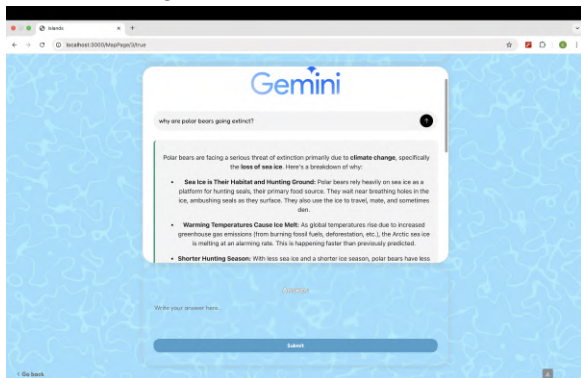 Islands
localhost:3000/MapPage/3/true
Gemini
why are polar bears going extinct?
Polar bears are facing a serious threat of extinction primarily due to climate change, specifically
the loss of sea ice. Here's a breakdown of why:
• Sea Ice is Their Habitat and Hunting Ground: Polar bears rely heavily on sea ice as a
platform for hunting seals, their primary food source. They wait near breathing holes in the
ice, ambushing seals as they surface. They also use the ice to travel, mate, and sometimes
den.
• Warming Temperatures Cause Ice Melt: As global temperatures rise due to increased
greenhouse gas emissions (from burning fossil fuels, deforestation, etc.), the Arctic sea ice
is melting at an alarming rate. This is happening faster than previously predicted.
• Shorter Hunting Season: With less sea ice and a shorter ice season, polar bears have less
Write your answer here...
Submit
< Go back